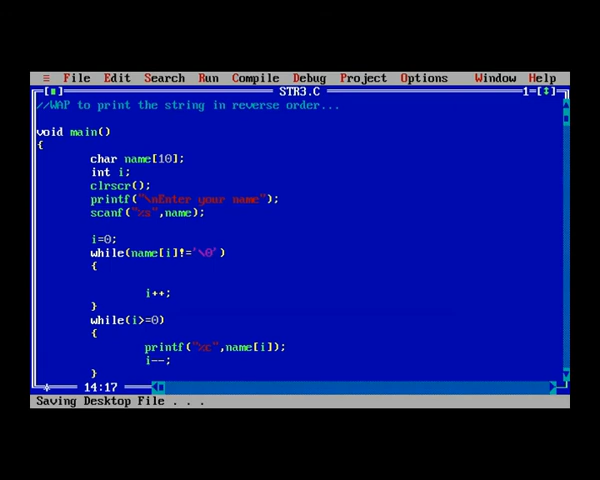 ≡ File Edit Search Run Compile Debug Project Options Window Help
[■] STR3.C 1=[↕]
//WAP to print the string in reverse order...
void main()
{
char name[10];
int i;
clrscr();
printf("\nEnter your name");
scanf("%s",name);
i=0;
while(name[i]!='\0')
{
i++;
}
while(i>=0)
{
printf("%c",name[i]);
i--;
}
14:17
Saving Desktop File . . .